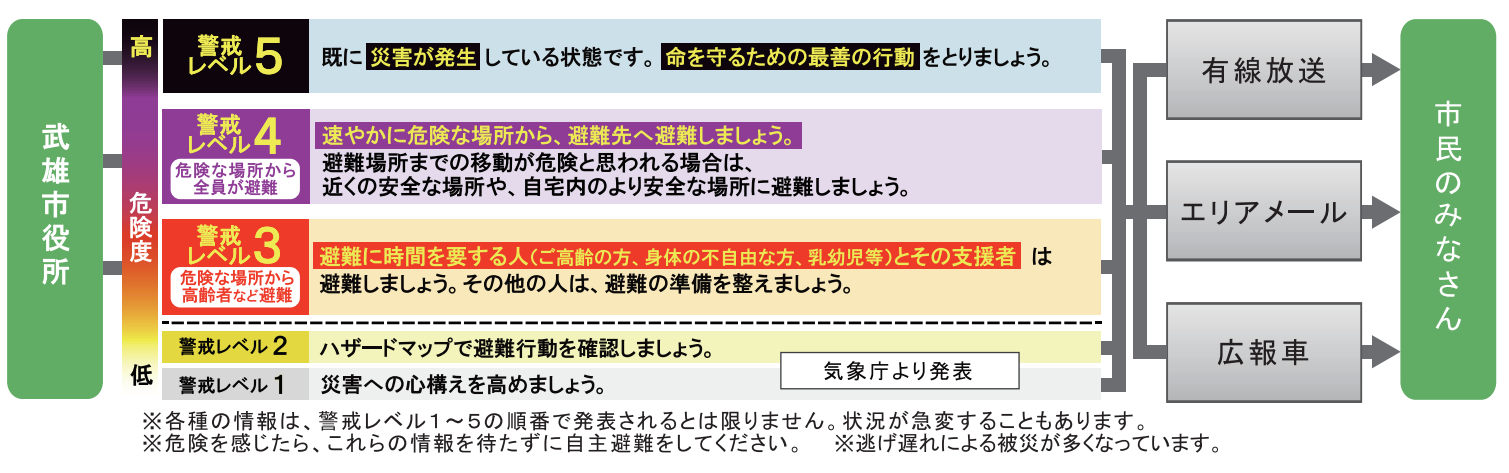 武雄市役所
高
危険度
低
警戒
レベル5
既に災害が発生している状態です。命を守るための最善の行動をとりましょう。
警戒
レベル4
危険な場所から
全員が避難
速やかに危険な場所から、避難先へ避難しましょう。
避難場所までの移動が危険と思われる場合は、
近くの安全な場所や、自宅内のより安全な場所に避難しましょう。
警戒
レベル3
危険な場所から
高齢者など避難
避難に時間を要する人(ご高齢の方、身体の不自由な方、乳幼児等)とその支援者は
避難しましょう。その他の人は、避難の準備を整えましょう。
警戒レベル2
ハザードマップで避難行動を確認しましょう。
警戒レベル1
災害への心構えを高めましょう。
気象庁より発表
有線放送
エリアメール
広報車
市民のみなさん
※各種の情報は、警戒レベル1~5の順番で発表されるとは限りません。状況が急変することもあります。
※危険を感じたら、これらの情報を待たずに自主避難をしてください。 ※逃げ遅れによる被災が多くなっています。